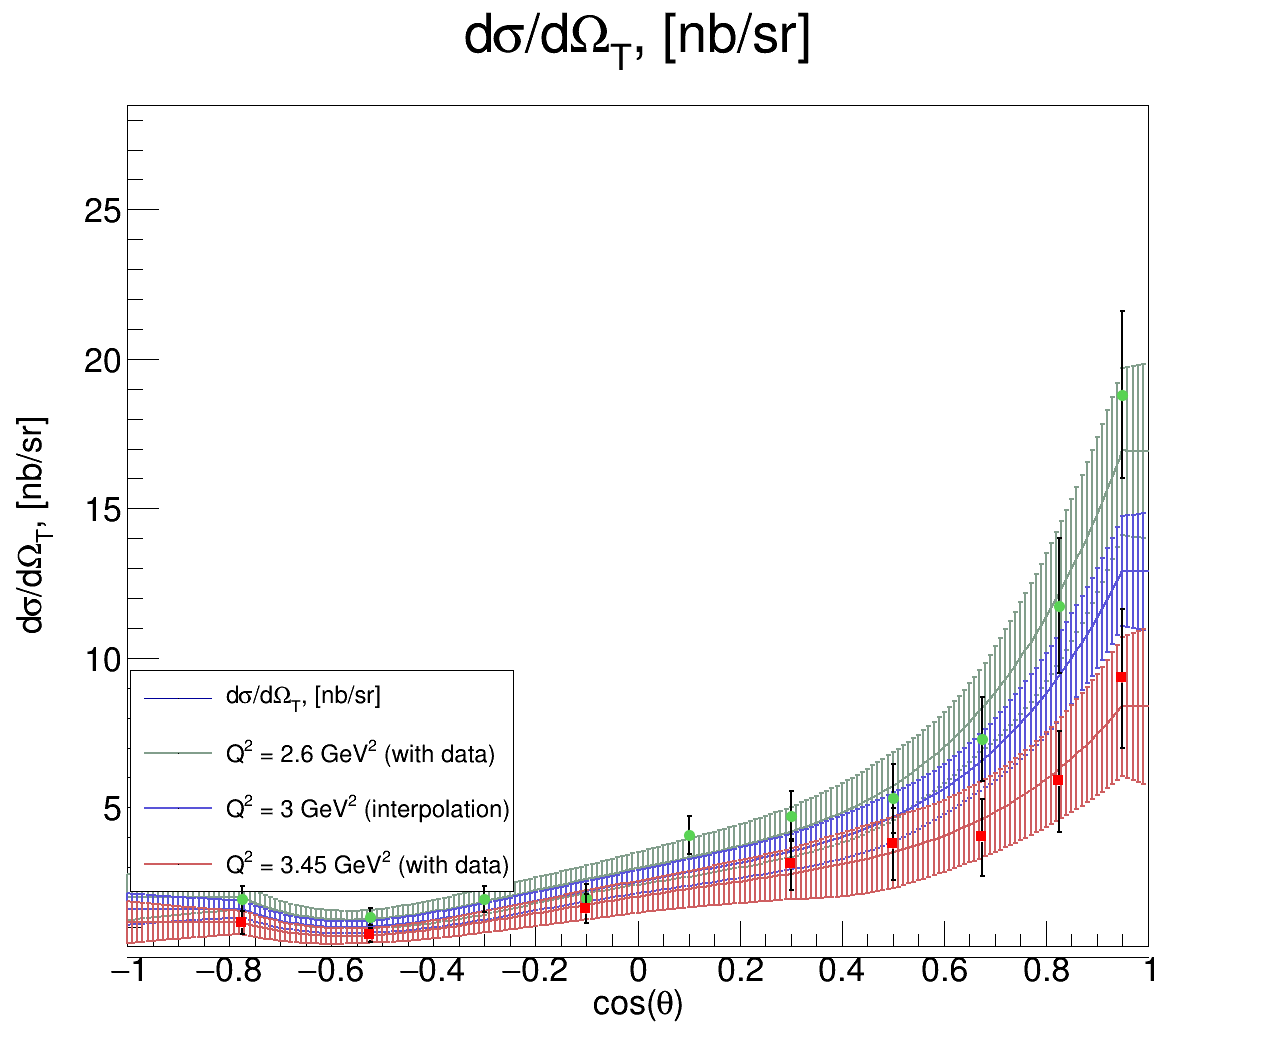 dσ/dΩ_T, [nb/sr]
dσ/dΩ_T, [nb/sr]
25
20
15
10
5
dσ/dΩ_T, [nb/sr]
Q² = 2.6 GeV² (with data)
Q² = 3 GeV² (interpolation)
Q² = 3.45 GeV² (with data)
−1 −0.8 −0.6 −0.4 −0.2 0 0.2 0.4 0.6 0.8 1
cos(θ)